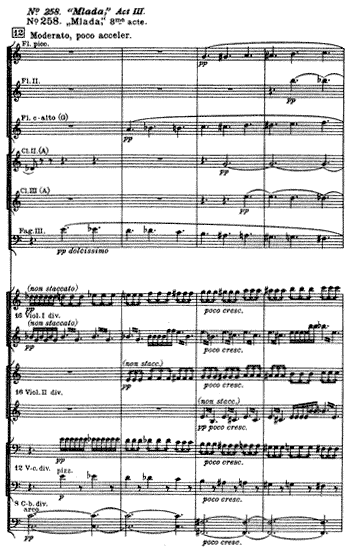 No 258. "Mlada," Act III.
No 258. „Mlada," 3me acte.
12 Moderato, poco acceler.
Fl. picc.
pp
Fl. II.
pp
Fl. c-alto (G)
pp
Cl. II. (A)
pp
Cl. III (A)
pp
Fag. III.
pp dolcissimo
(non staccato)
pp
poco cresc.
16 Viol. I div.
(non staccato)
pp
poco cresc.
(non stacc.)
pp
poco cresc.
16 Viol. II div.
(non stacc.)
pp poco cresc.
pp
poco cresc.
12 V-c. div.
pizz.
p
poco cresc.
8 C-b. div.
arco
pp
poco cresc.